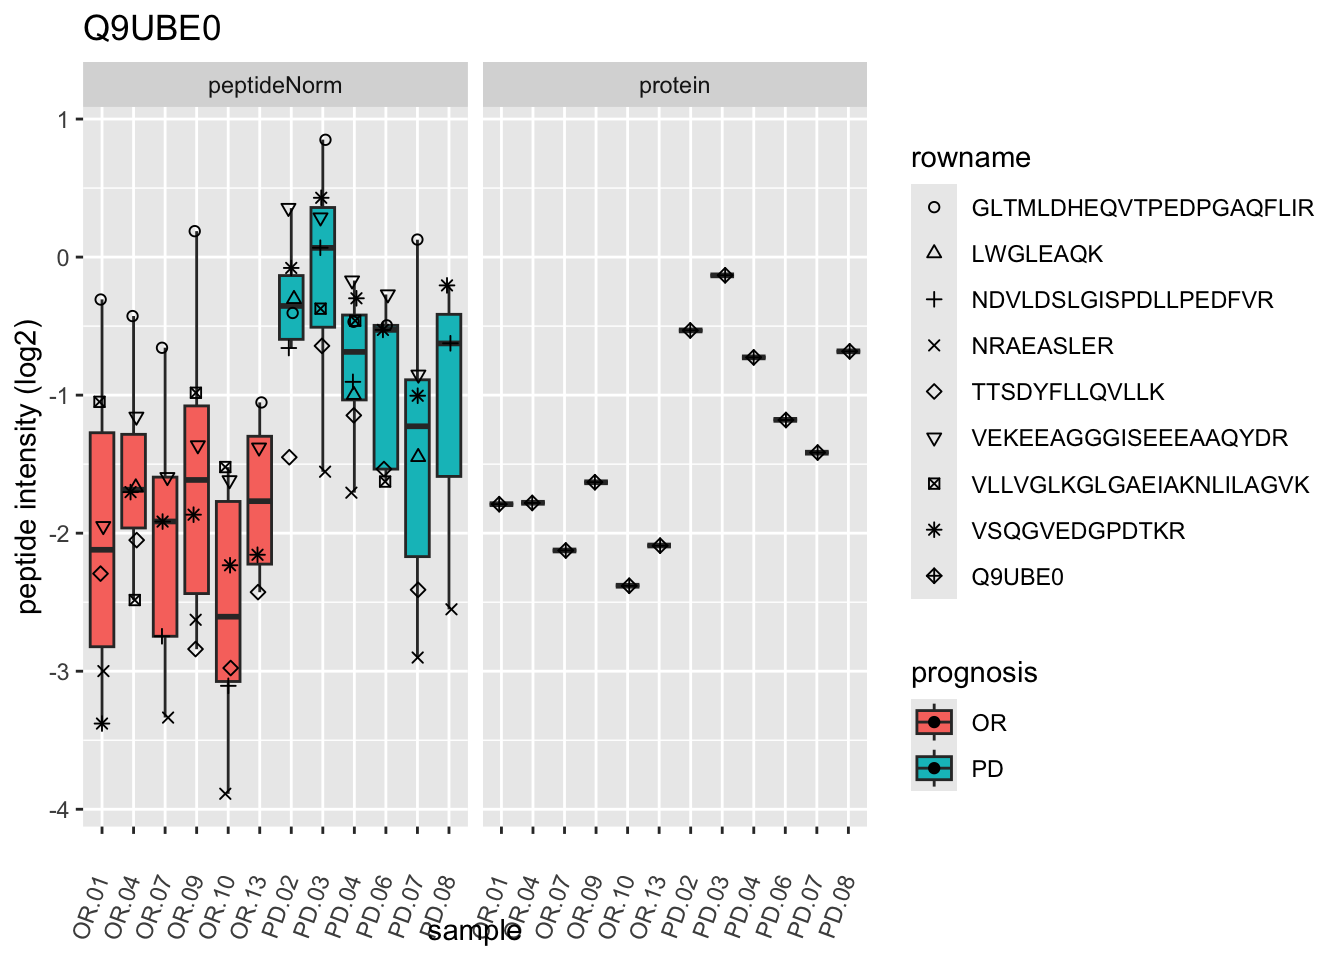 Q9UBE0
peptideNorm
protein
peptide intensity (log2)
1
0
-1
-2
-3
-4
OR.01
OR.04
OR.07
OR.09
OR.10
OR.13
PD.02
PD.03
PD.04
PD.06
PD.07
PD.08
OR.01
OR.04
OR.07
OR.09
OR.10
OR.13
PD.02
PD.03
PD.04
PD.06
PD.07
PD.08
sample
rowname
GLTMLDHEQVTPEDPGAQFLIR
LWGLEAQK
NDVLDSLGISPDLLPEDFVR
NRAEASLER
TTSDYFLLQVLLK
VEKEEAGGGISEEEAAQYDR
VLLVGLKGLGAEIAKNLILAGVK
VSQGVEDGPDTKR
Q9UBE0
prognosis
OR
PD